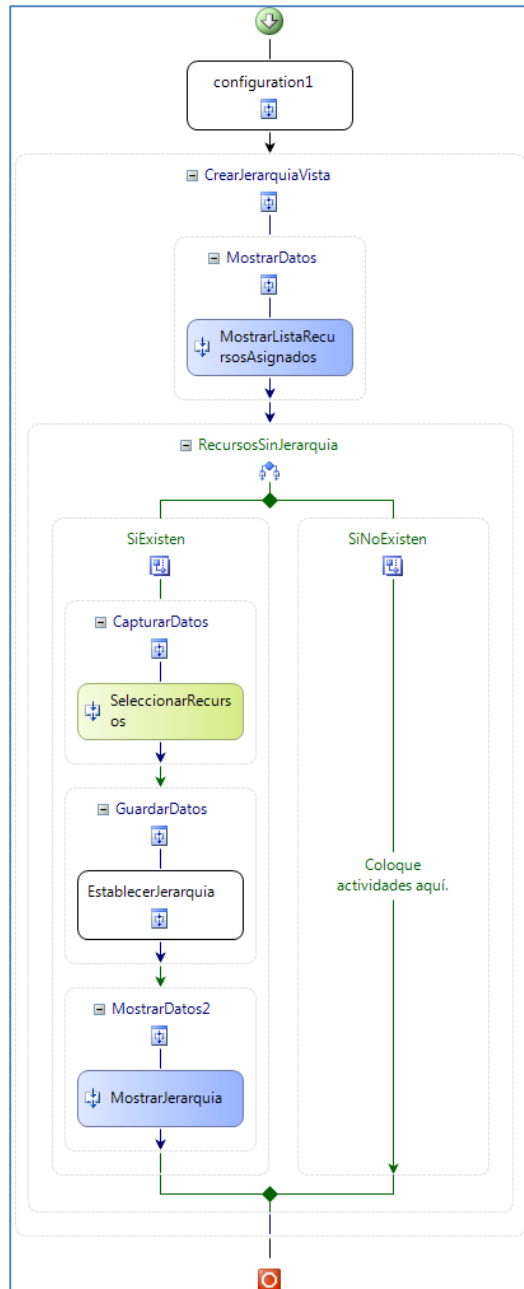 configuration1
CrearJerarquiaVista
MostrarDatos
MostrarListaRecu
rsosAsignados
RecursosSinJerarquia
SiExisten
SiNoExisten
CapturarDatos
SeleccionarRecurs
os
GuardarDatos
EstablecerJerarquia
Coloque
actividades aquí.
MostrarDatos2
MostrarJerarquia